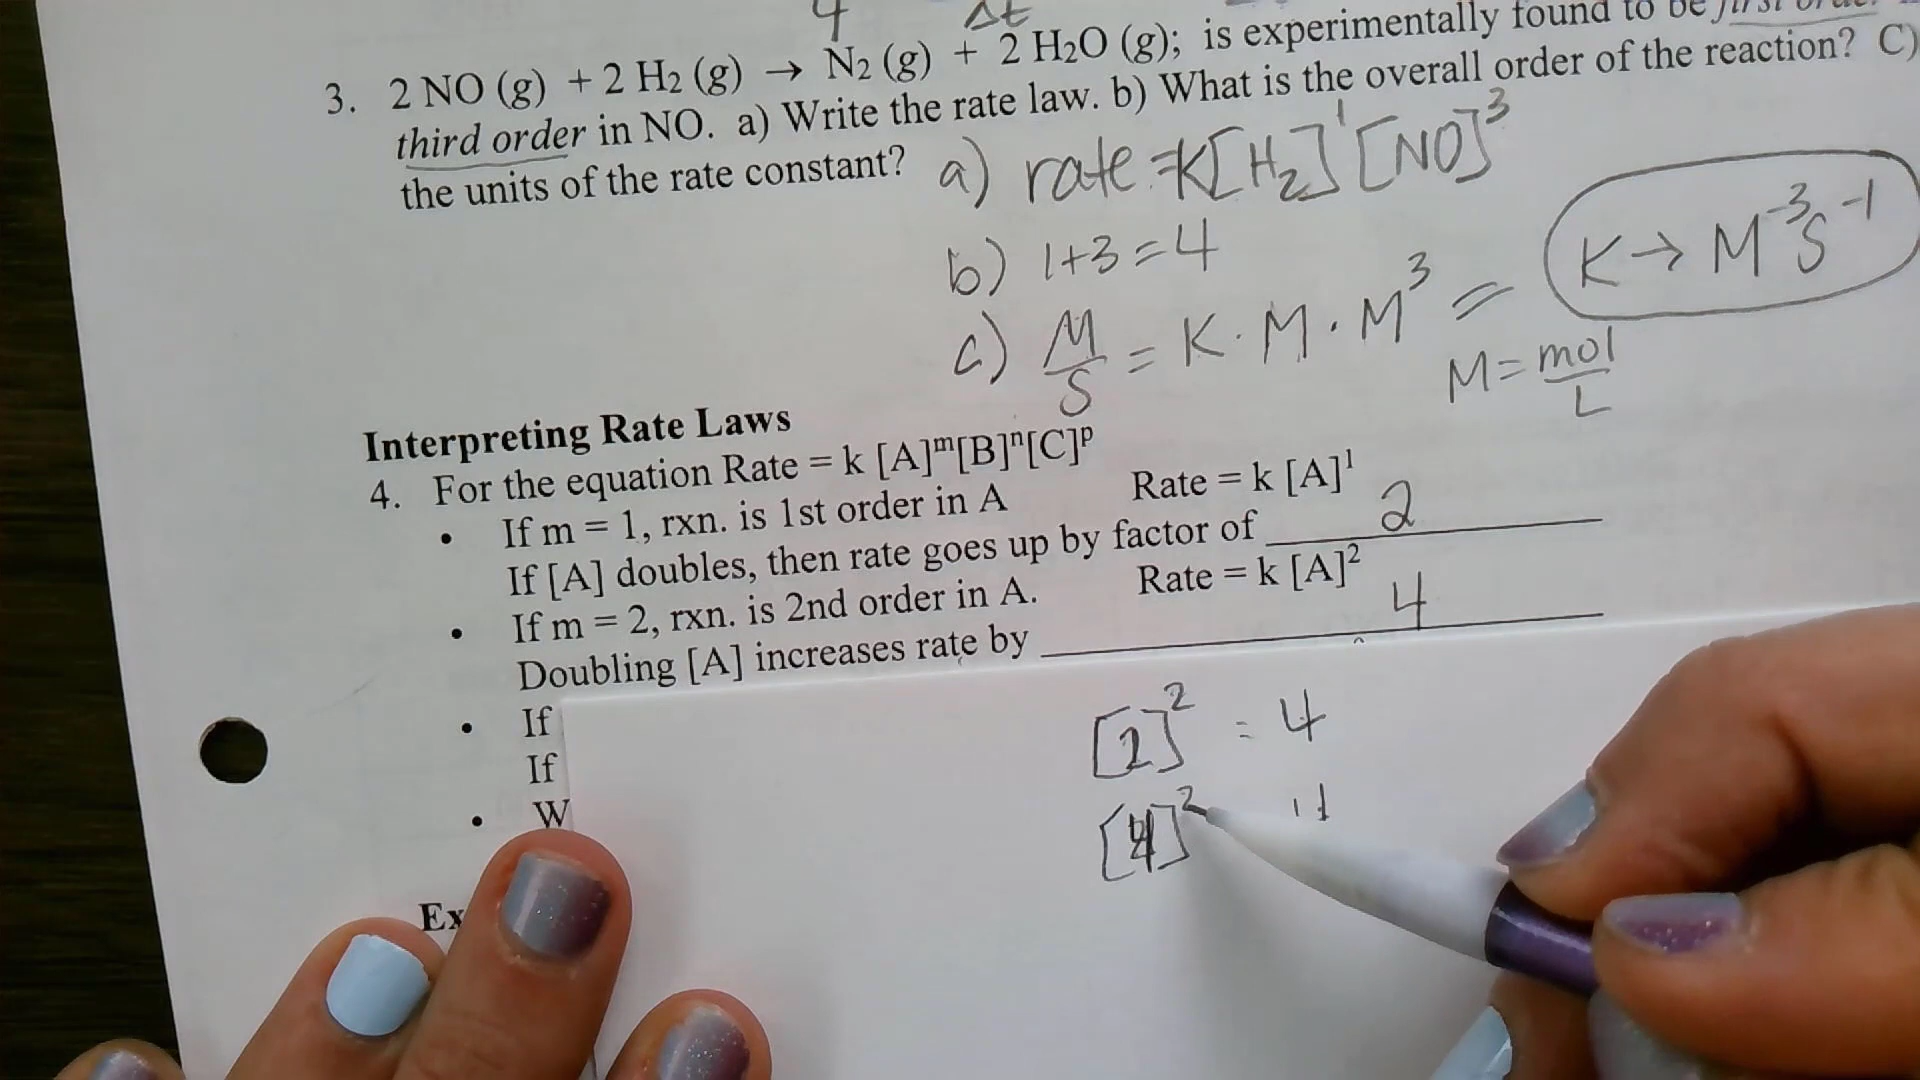 4 Δt
3. 2 NO (g) + 2 H₂ (g) → N₂ (g) + 2 H₂O (g); is experimentally found to be first order
third order in NO. a) Write the rate law. b) What is the overall order of the reaction? C)
the units of the rate constant?
a) rate = K[H₂]¹[NO]³
b) 1+3=4
c) M/S = K · M · M³ = K → M⁻³S⁻¹
M = mol/L
Interpreting Rate Laws
4. For the equation Rate = k [A]ᵐ[B]ⁿ[C]ᵖ
• If m = 1, rxn. is 1st order in A Rate = k [A]¹
If [A] doubles, then rate goes up by factor of 2
• If m = 2, rxn. is 2nd order in A. Rate = k [A]²
Doubling [A] increases rate by 4
• If
[2]² = 4
If
• W
[4]²
Ex